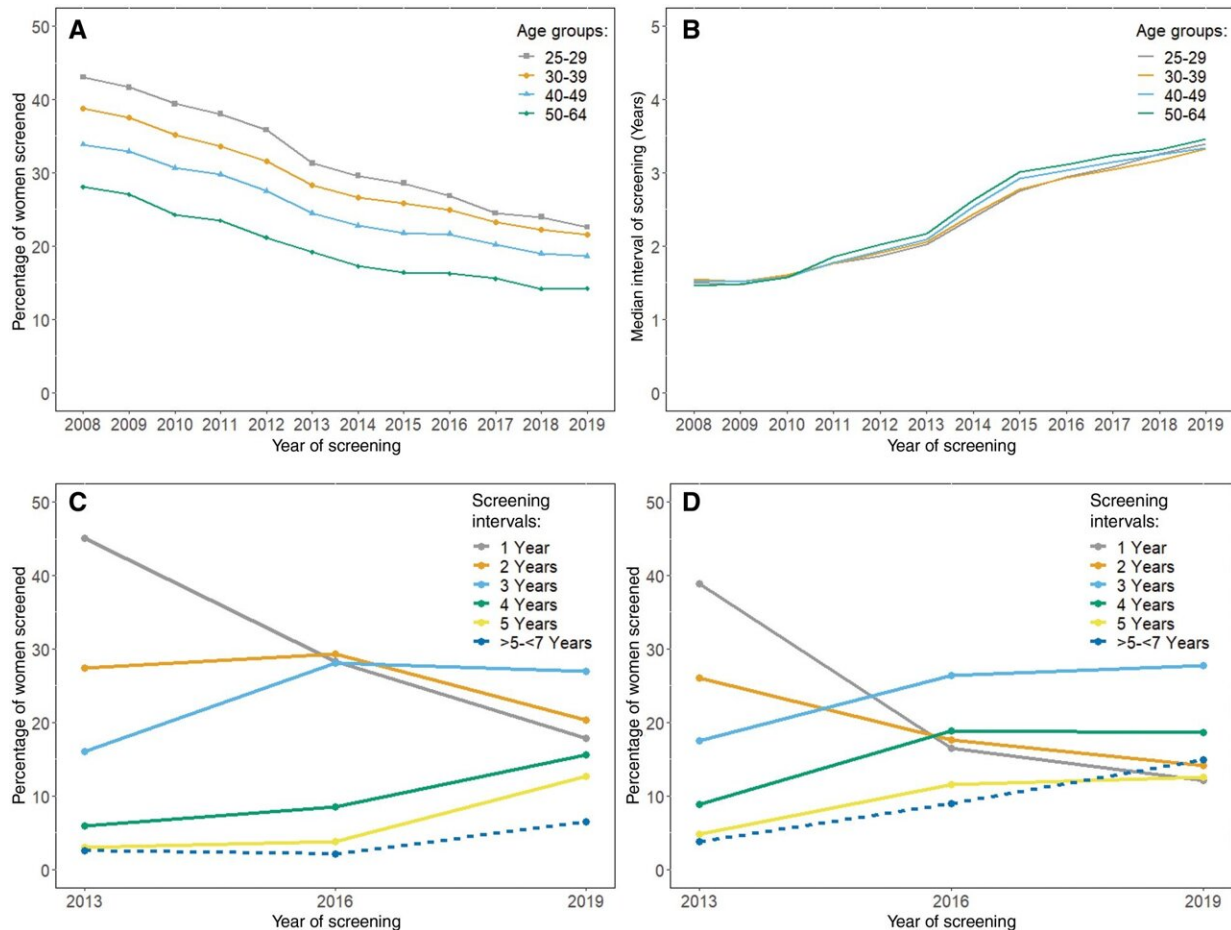 A
Age groups:
25-29
30-39
40-49
50-64
Percentage of women screened
50
40
30
20
10
0
2008 2009 2010 2011 2012 2013 2014 2015 2016 2017 2018 2019
Year of screening
B
Age groups:
25-29
30-39
40-49
50-64
Median interval of screening (Years)
5
4
3
2
1
0
2008 2009 2010 2011 2012 2013 2014 2015 2016 2017 2018 2019
Year of screening
C
Screening
intervals:
1 Year
2 Years
3 Years
4 Years
5 Years
>5-<7 Years
Percentage of women screened
50
40
30
20
10
0
2013 2016 2019
Year of screening
D
Screening
intervals:
1 Year
2 Years
3 Years
4 Years
5 Years
>5-<7 Years
Percentage of women screened
50
40
30
20
10
0
2013 2016 2019
Year of screening